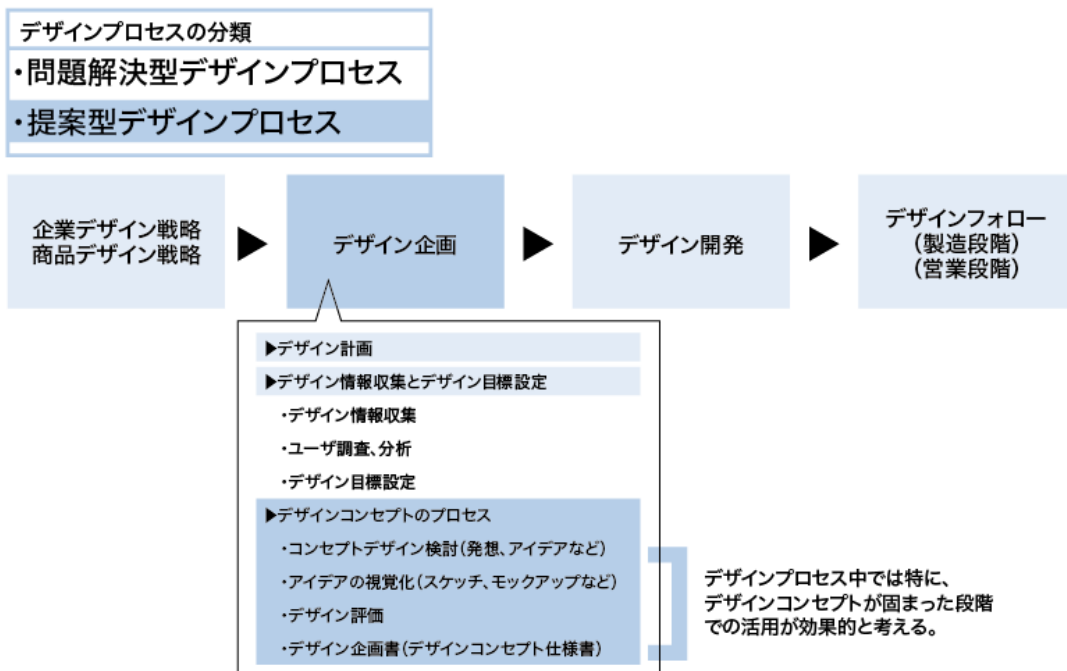 デザインプロセスの分類
・問題解決型デザインプロセス
・提案型デザインプロセス
企業デザイン戦略
商品デザイン戦略
▶
デザイン企画
▶
デザイン開発
▶
デザインフォロー
（製造段階）
（営業段階）
▶デザイン計画
▶デザイン情報収集とデザイン目標設定
・デザイン情報収集
・ユーザ調査、分析
・デザイン目標設定
▶デザインコンセプトのプロセス
・コンセプトデザイン検討（発想、アイデアなど）
・アイデアの視覚化（スケッチ、モックアップなど）
・デザイン評価
・デザイン企画書（デザインコンセプト仕様書）
デザインプロセス中では特に、
デザインコンセプトが固まった段階
での活用が効果的と考える。